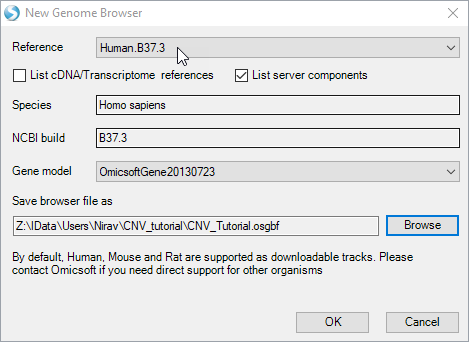 New Genome Browser
Reference Human.B37.3
List cDNA/Transcriptome references List server components
Species Homo sapiens
NCBI build B37.3
Gene model OmicsoftGene20130723
Save browser file as
Z:\IData\Users\Nirav\CNV_tutorial\CNV_Tutorial.osgbf Browse
By default, Human, Mouse and Rat are supported as downloadable tracks. Please
contact Omicsoft if you need direct support for other organisms
OK Cancel